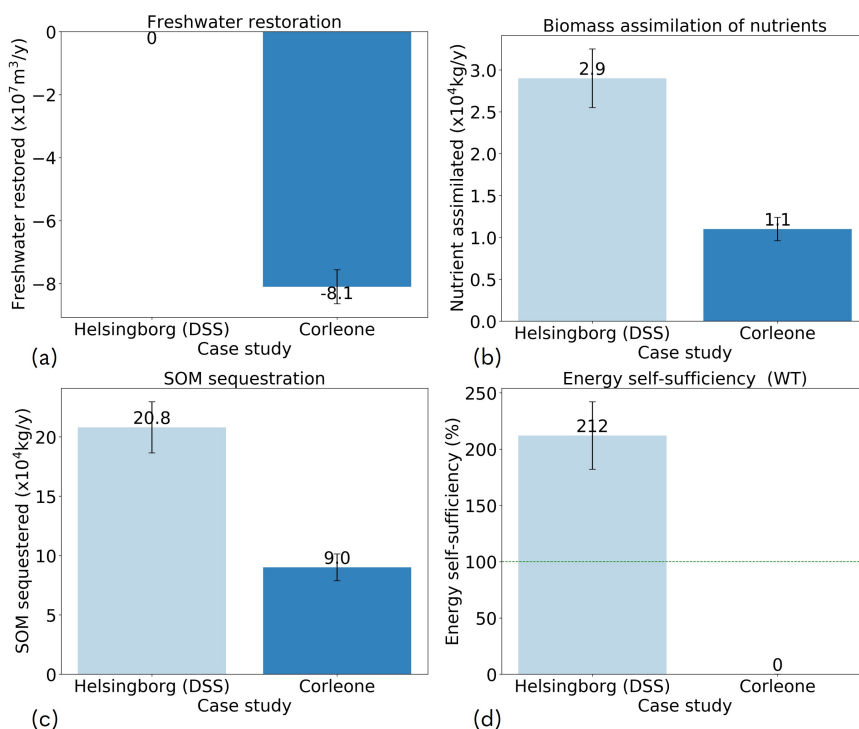 Freshwater restoration
Freshwater restored (x10⁷m³/y)
0
−2
−4
−6
−8
0
-8.1
Helsingborg (DSS)
Corleone
Case study
(a)
Biomass assimilation of nutrients
Nutrient assimilated (x10⁴kg/y)
3.0
2.5
2.0
1.5
1.0
0.5
0.0
2.9
1.1
Helsingborg (DSS)
Corleone
Case study
(b)
SOM sequestration
SOM sequestered (x10⁴kg/y)
20
15
10
5
0
20.8
9.0
Helsingborg (DSS)
Corleone
Case study
(c)
Energy self-sufficiency (WT)
Energy self-sufficiency (%)
250
200
150
100
50
0
212
0
Helsingborg (DSS)
Corleone
Case study
(d)